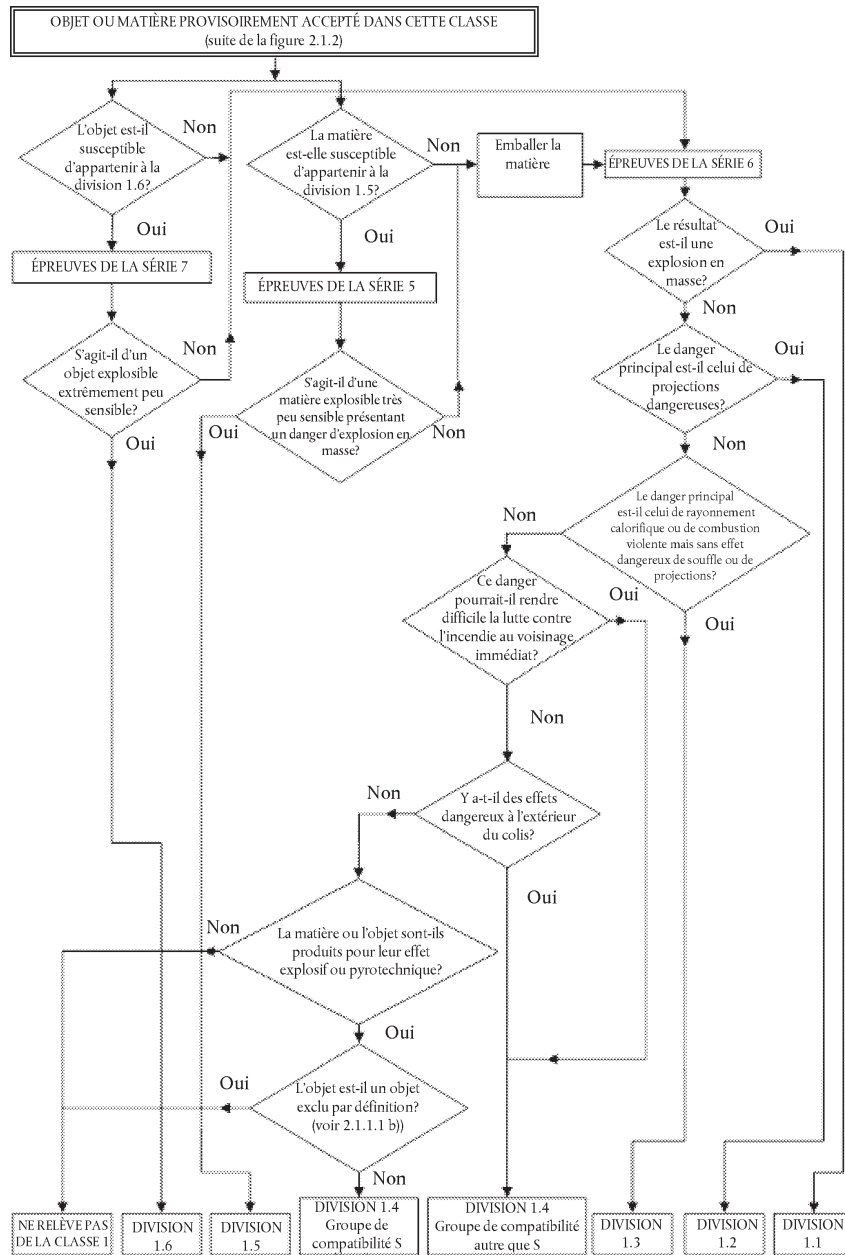 OBJET OU MATIÈRE PROVISOIREMENT ACCEPTÉ DANS CETTE CLASSE
(suite de la figure 2.1.2)
L'objet est-il
susceptible
d'appartenir à la
division 1.6?
Non
Oui
La matière
est-elle susceptible
d'appartenir à la
division 1.5?
Non
Oui
Emballer la
matière
ÉPREUVES DE LA SÉRIE 6
ÉPREUVES DE LA SÉRIE 7
ÉPREUVES DE LA SÉRIE 5
Le résultat
est-il une
explosion en
masse?
Oui
Non
S'agit-il d'un
objet explosible
extrêmement peu
sensible?
Non
Oui
S'agit-il d'une
matière explosible très
peu sensible présentant
un danger d'explosion en
masse?
Oui
Non
Le danger
principal est-il celui de
projections
dangereuses?
Oui
Non
Le danger principal
est-il celui de rayonnement
calorifique ou de combustion
violente mais sans effet
dangereux de souffle ou de
projections?
Non
Oui
Ce danger
pourrait-il rendre
difficile la lutte contre
l'incendie au voisinage
immédiat?
Oui
Non
Y a-t-il des effets
dangereux à l'extérieur
du colis?
Non
Oui
La matière ou l'objet sont-ils
produits pour leur effet
explosif ou pyrotechnique?
Non
Oui
L'objet est-il un objet
exclu par définition?
(voir 2.1.1.1 b))
Oui
Non
NE RELÈVE PAS
DE LA CLASSE 1
DIVISION
1.6
DIVISION
1.5
DIVISION 1.4
Groupe de
compatibilité S
DIVISION 1.4
Groupe de compatibilité
autre que S
DIVISION
1.3
DIVISION
1.2
DIVISION
1.1